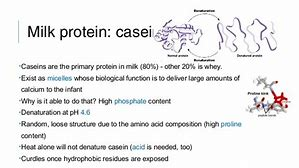 Denaturation
Milk protein: casei
Normal protein
Denatured protein
Renaturation
•Caseins are the primary protein in milk (80%) - other 20% is whey.
•Exist as micelles whose biological function is to deliver large amounts of
calcium to the infant
•Why is it able to do that? High phosphate content
•Denaturation at pH 4.6
•Random, loose structure due to the amino acid composition (high proline
content)
•Heat alone will not denature casein (acid is needed, too)
•Curdles once hydrophobic residues are exposed
Proline kink